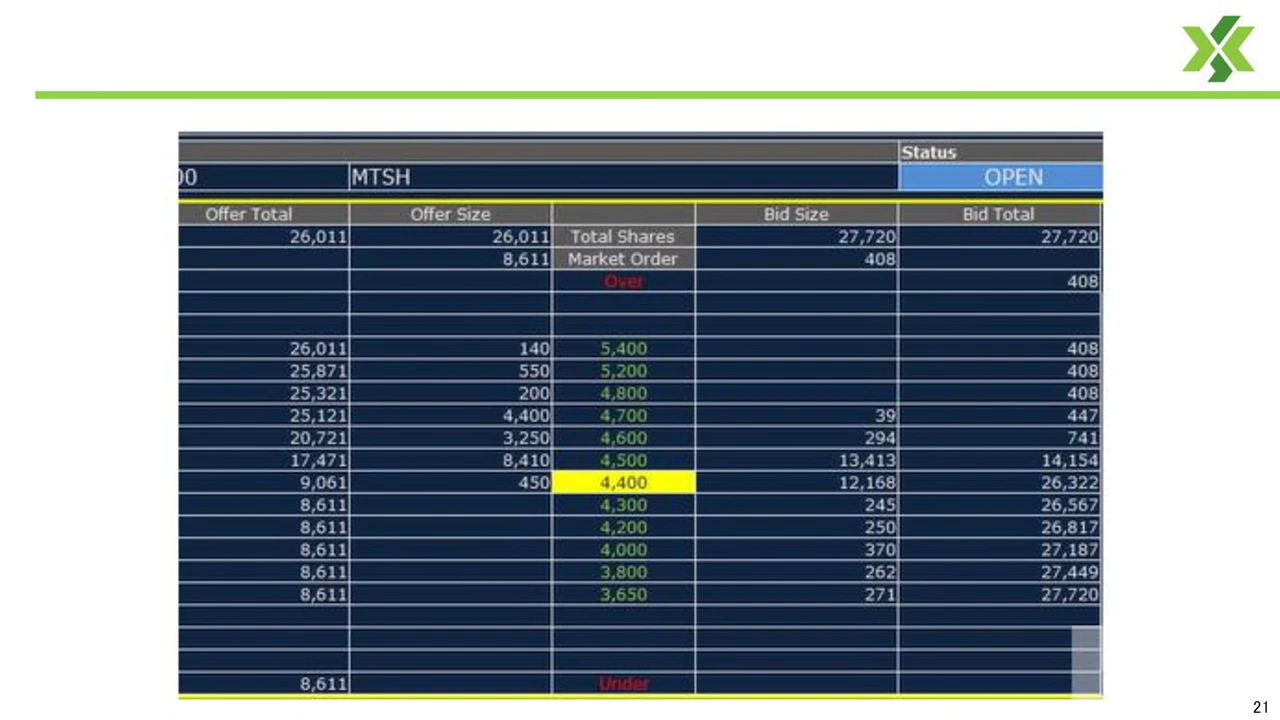 Status
00 MTSH OPEN
Offer Total Offer Size Bid Size Bid Total
26,011 26,011 Total Shares 27,720 27,720
8,611 Market Order 408
Over 408
26,011 140 5,400 408
25,871 550 5,200 408
25,321 200 4,800 408
25,121 4,400 4,700 39 447
20,721 3,250 4,600 294 741
17,471 8,410 4,500 13,413 14,154
9,061 450 4,400 12,168 26,322
8,611 4,300 245 26,567
8,611 4,200 250 26,817
8,611 4,000 370 27,187
8,611 3,800 262 27,449
8,611 3,650 271 27,720
8,611 Under
21